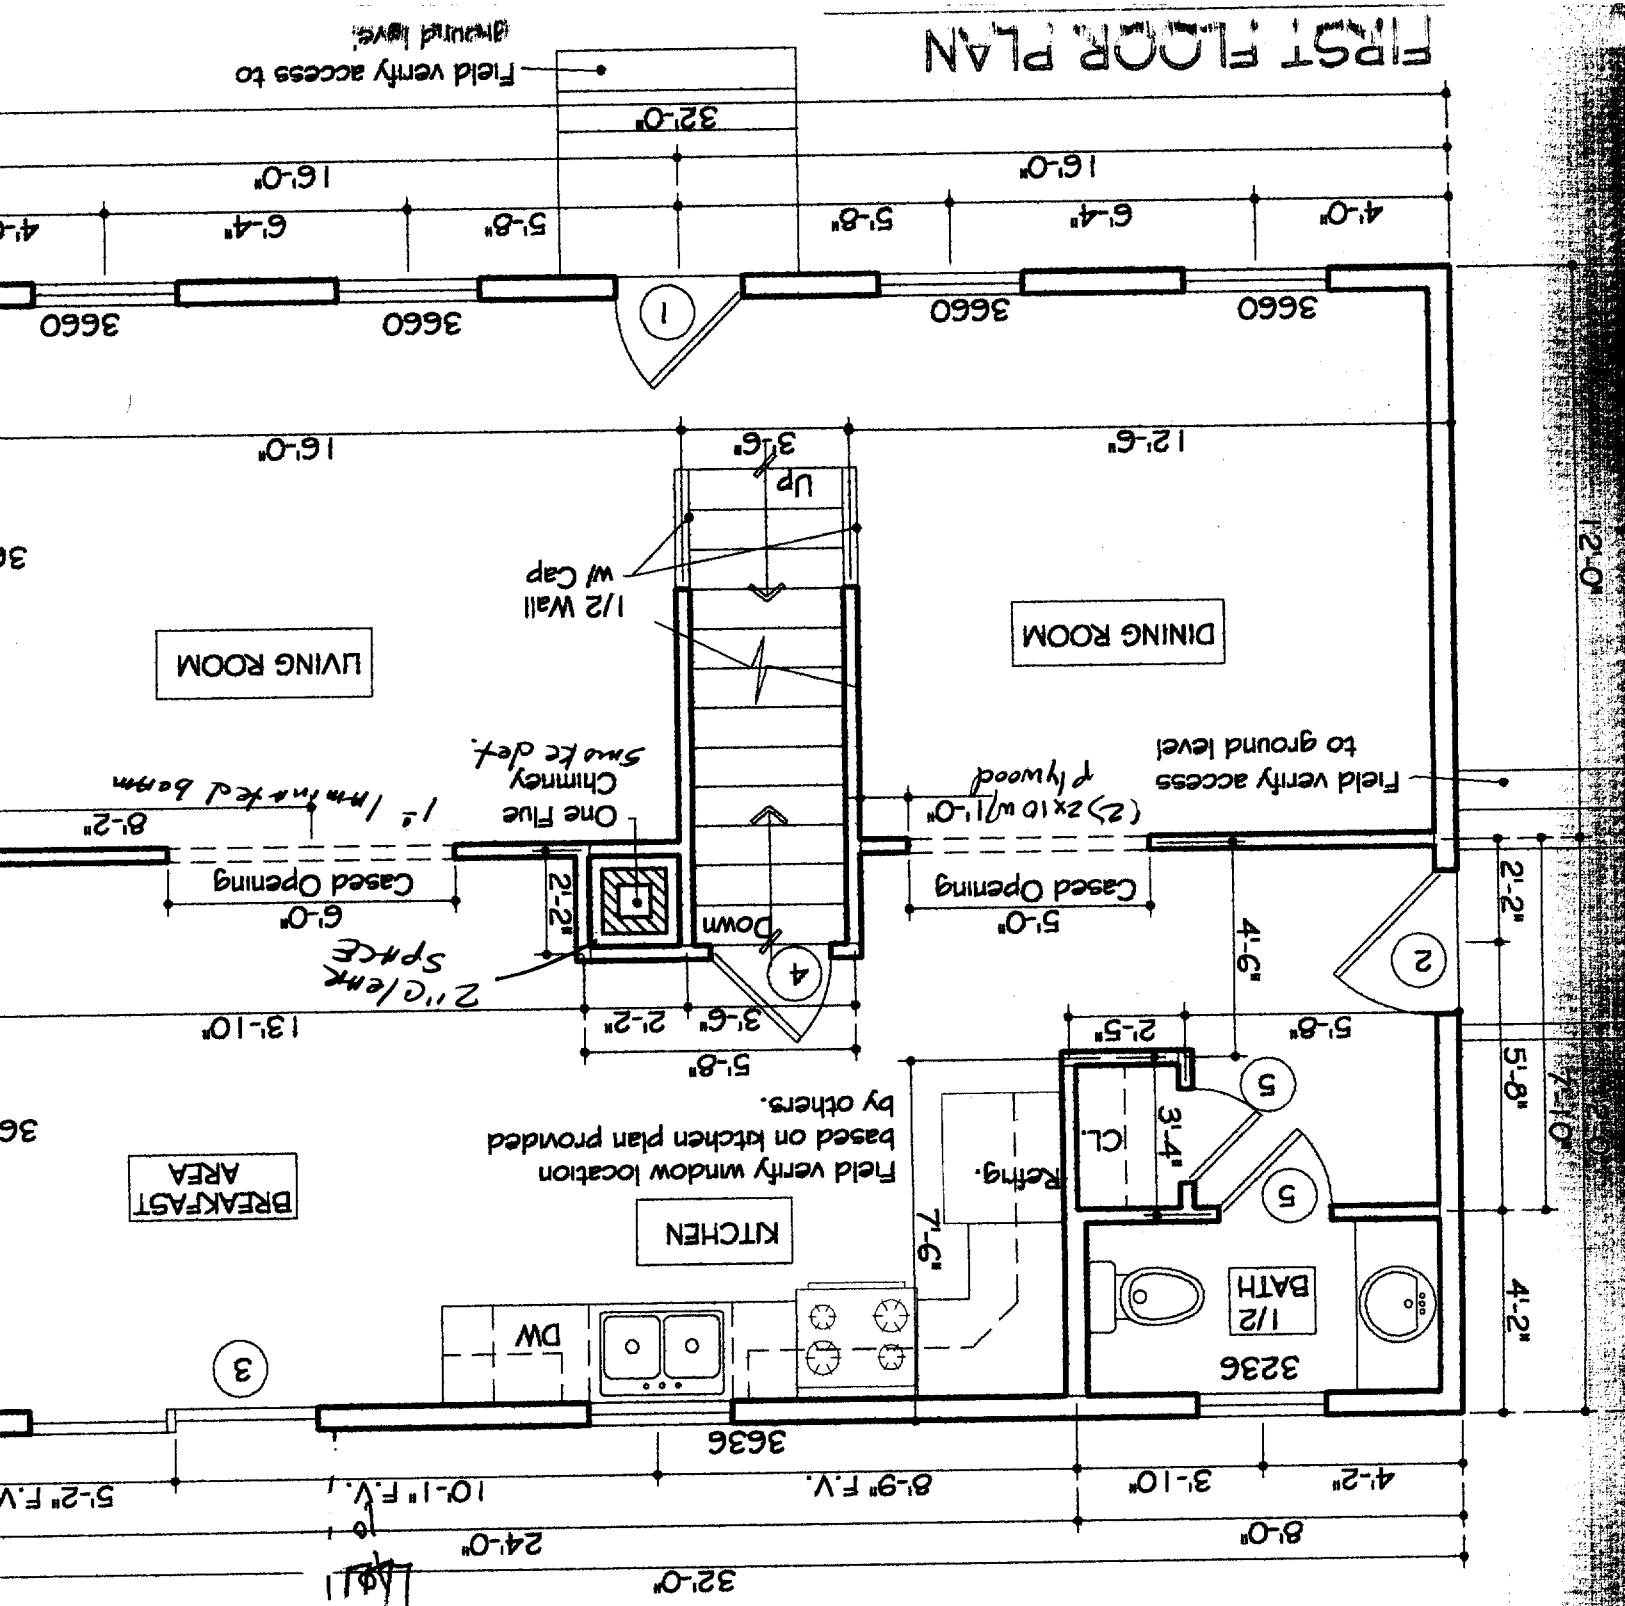 32'-0"
8'-0"
24'-0"
4'-2"
3'-10"
8'-9" F.V.
10'-1" F.V.
5'-2" F.V.
3636
3236
1/2
BATH
4'-2"
DW
3
KITCHEN
7'-6"
Refrig.
BREAKFAST
AREA
Field verify window location
based on kitchen plan provided
by others.
5
5
CL.
3'-4"
5'-8"
7'-10"
5'-8"
2'-5"
4'-6"
5'-8"
3'-6"
2'-2"
13'-10"
2
4
2" Clear
Space
2'-2"
Down
5'-0"
Cased Opening
2'-2"
6'-0"
Cased Opening
Field verify access
to ground level
(2) 2x10 w/ 1'-0"
plywood
One Flue
Chimney
Smoke det.
8'-2"
laminated beam
DINING ROOM
LIVING ROOM
1/2 Wall
w/ Cap
12'-0"
Up
12'-6"
3'-6"
16'-0"
1
3660
3660
3660
3660
4'-0"
6'-4"
5'-8"
5'-8"
6'-4"
16'-0"
16'-0"
32'-0"
FIRST FLOOR PLAN
Field verify access to
ground level.